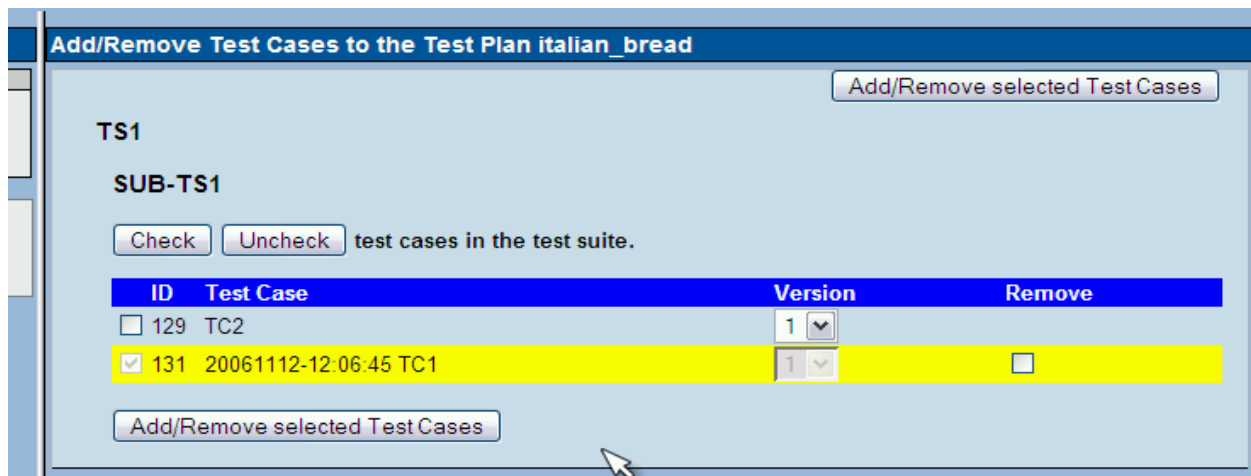 Add/Remove Test Cases to the Test Plan italian_bread
Add/Remove selected Test Cases
TS1
SUB-TS1
Check Uncheck test cases in the test suite.
ID Test Case Version Remove
129 TC2 1
131 20061112-12:06:45 TC1 1
Add/Remove selected Test Cases